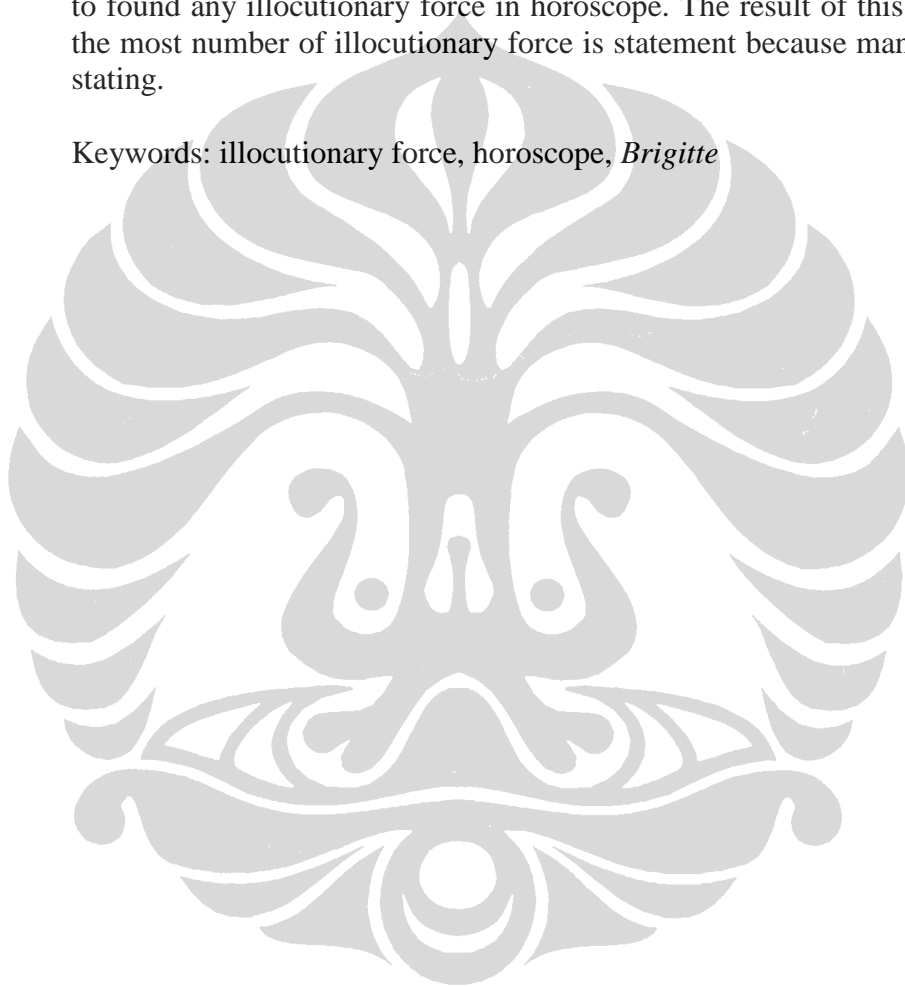 to found any illocutionary force in horoscope. The result of this
the most number of illocutionary force is statement because
stating.
Keywords: illocutionary force, horoscope, Brigitte